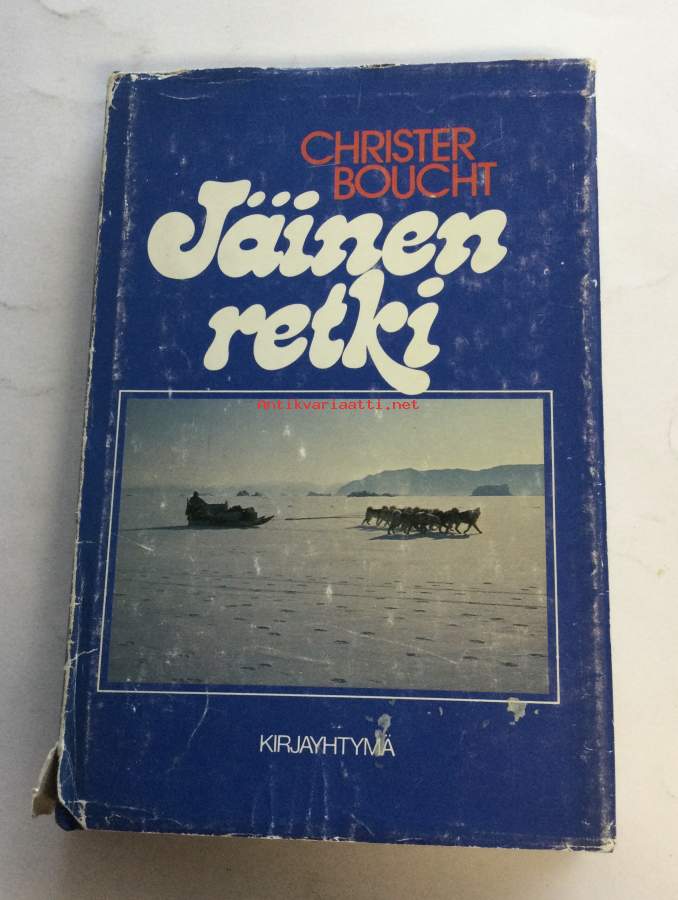 CHRISTER
BOUCHT
Jäinen
retki
Antikvariaatti.net
KIRJAYHTYMÄ